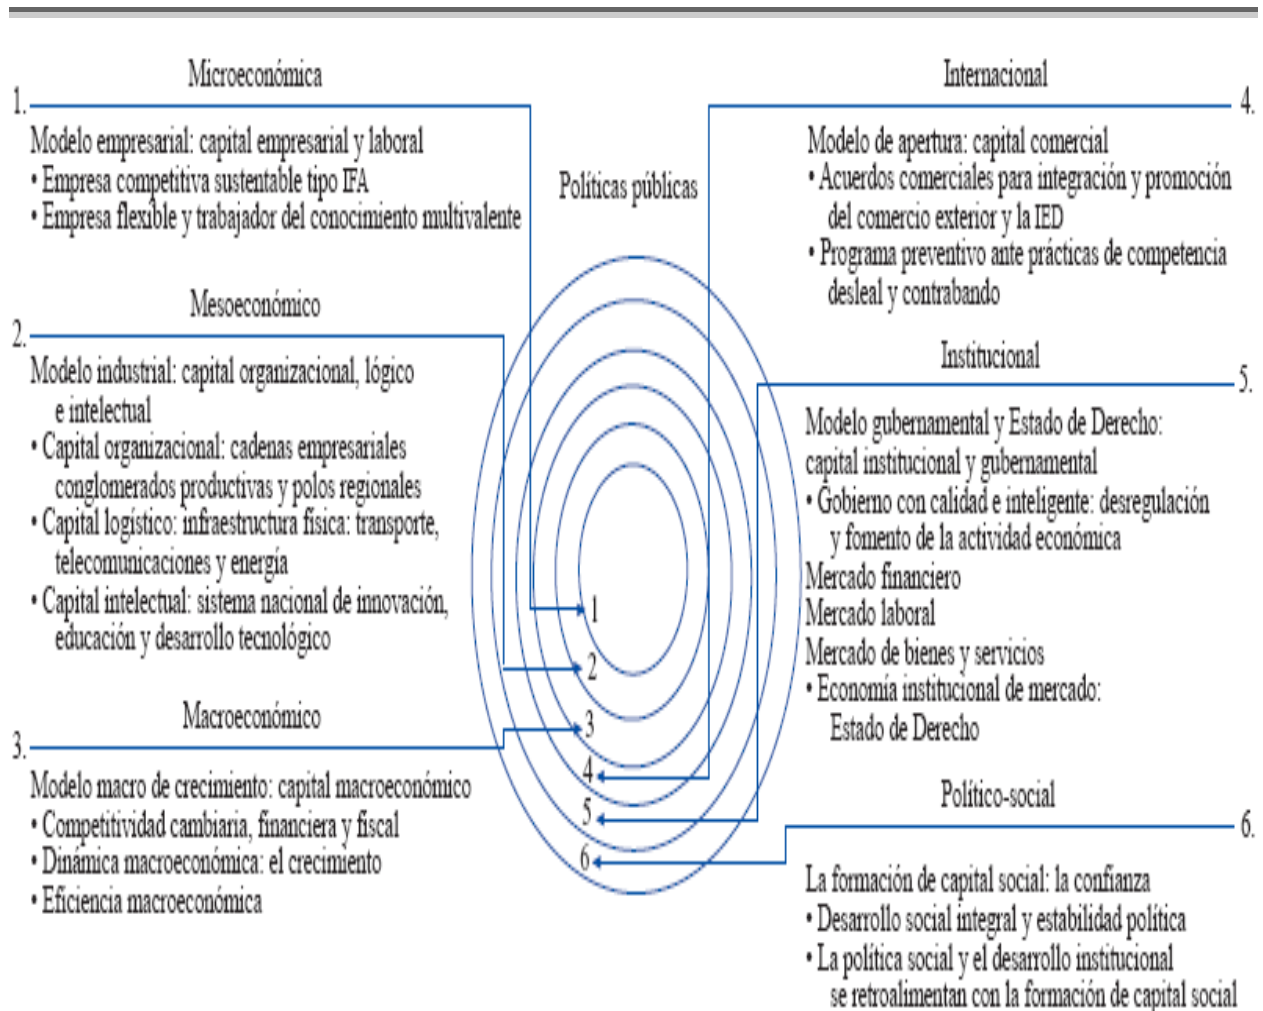 Microeconómica
1.
Modelo empresarial: capital empresarial y laboral
• Empresa competitiva sustentable tipo IFA
• Empresa flexible y trabajador del conocimiento multivalente
Mesoeconómico
2.
Modelo industrial: capital organizacional, lógico
e intelectual
• Capital organizacional: cadenas empresariales
conglomerados productivas y polos regionales
• Capital logístico: infraestructura física: transporte,
telecomunicaciones y energía
• Capital intelectual: sistema nacional de innovación,
educación y desarrollo tecnológico
Macroeconómico
3.
Modelo macro de crecimiento: capital macroeconómico
• Competitividad cambiaria, financiera y fiscal
• Dinámica macroeconómica: el crecimiento
• Eficiencia macroeconómica
Políticas públicas
1
2
3
4
5
6
Internacional
4.
Modelo de apertura: capital comercial
• Acuerdos comerciales para integración y promoción
del comercio exterior y la IED
• Programa preventivo ante prácticas de competencia
desleal y contrabando
Institucional
5.
Modelo gubernamental y Estado de Derecho:
capital institucional y gubernamental
• Gobierno con calidad e inteligente: desregulación
y fomento de la actividad económica
Mercado financiero
Mercado laboral
Mercado de bienes y servicios
• Economía institucional de mercado:
Estado de Derecho
Político-social
6.
La formación de capital social: la confianza
• Desarrollo social integral y estabilidad política
• La política social y el desarrollo institucional
se retroalimentan con la formación de capital social